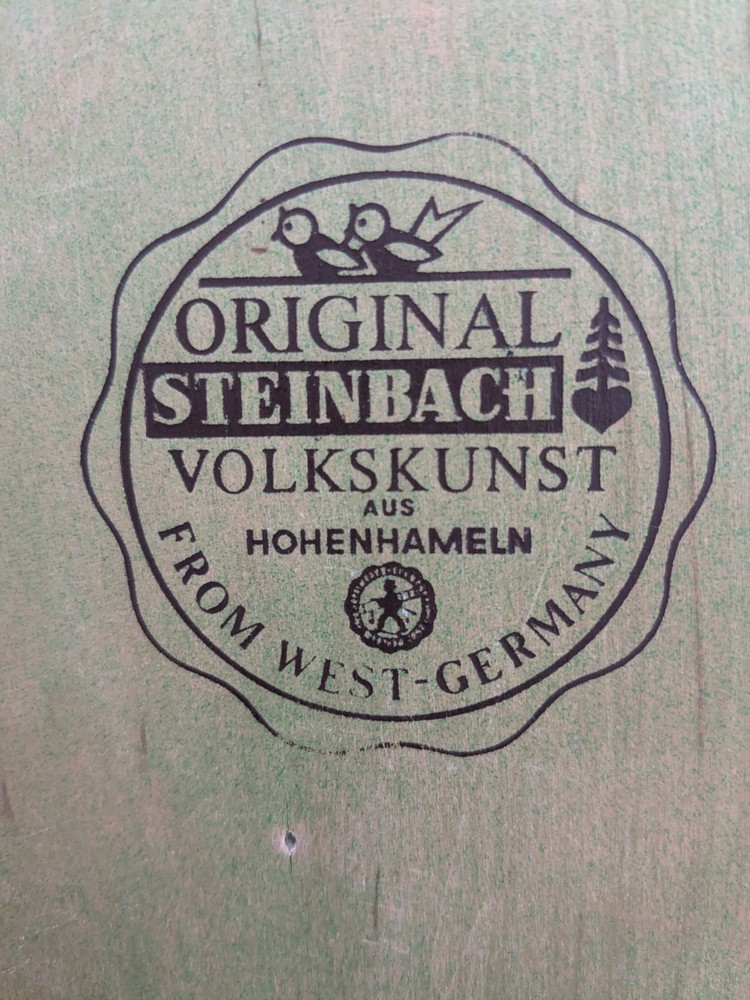 ORIGINAL
STEINBACH
VOLKSKUNST
AUS
HOHENHAMELN
FROM WEST-GERMANY